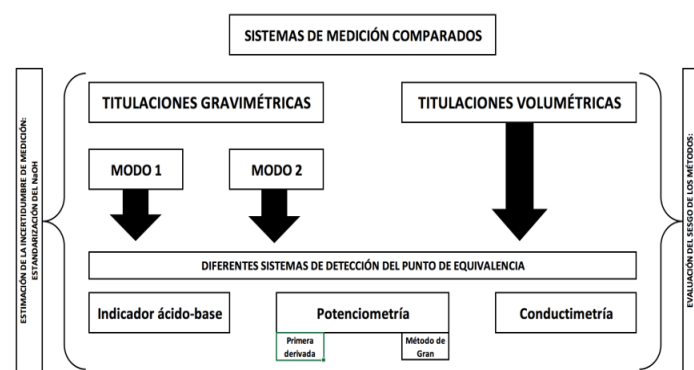 SISTEMAS DE MEDICIÓN COMPARADOS
ESTIMACIÓN DE LA INCERTIDUMBRE DE MEDICIÓN:
ESTANDARIZACIÓN DEL NaOH
TITULACIONES GRAVIMÉTRICAS
TITULACIONES VOLUMÉTRICAS
MODO 1
MODO 2
DIFERENTES SISTEMAS DE DETECCIÓN DEL PUNTO DE EQUIVALENCIA
Indicador ácido-base
Potenciometría
Conductimetría
Primera
derivada
Método de
Gran
EVALUACIÓN DEL SESGO DE LOS MÉTODOS: